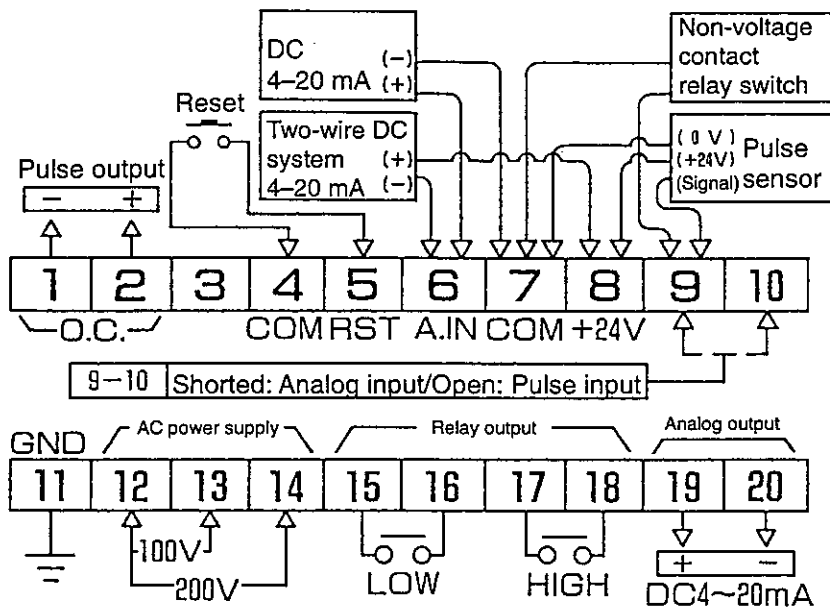 DC
4–20 mA
(−)
(+)
Non-voltage
contact
relay switch
Reset
Two-wire DC
system
4–20 mA
(+)
(−)
(0 V)
(+24V)
(Signal)
Pulse
sensor
Pulse output
− +
1 2 3 4 5 6 7 8 9 10
O.C. COM RST A.IN COM +24V
9–10 Shorted: Analog input/Open: Pulse input
GND AC power supply Relay output Analog output
11 12 13 14 15 16 17 18 19 20
100V
200V
LOW
HIGH
+ −
DC4~20mA